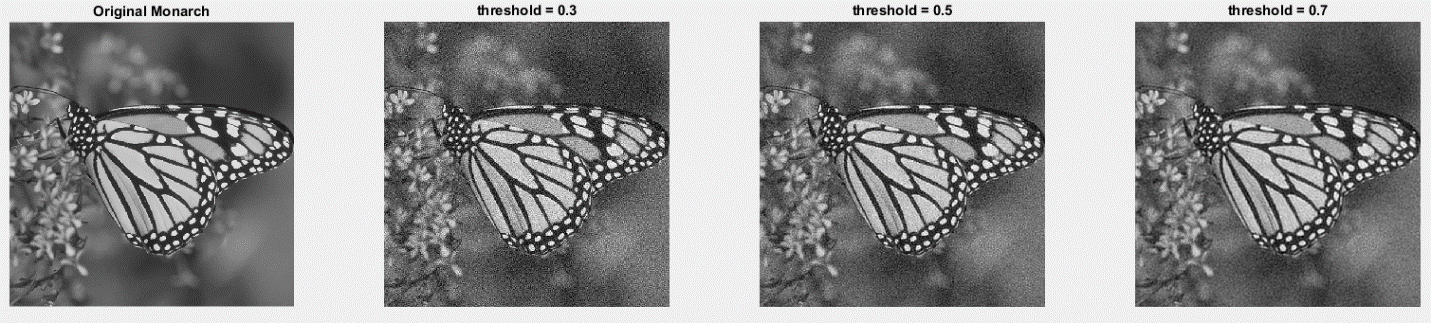 Original Monarch
threshold = 0.3
threshold = 0.5
threshold = 0.7